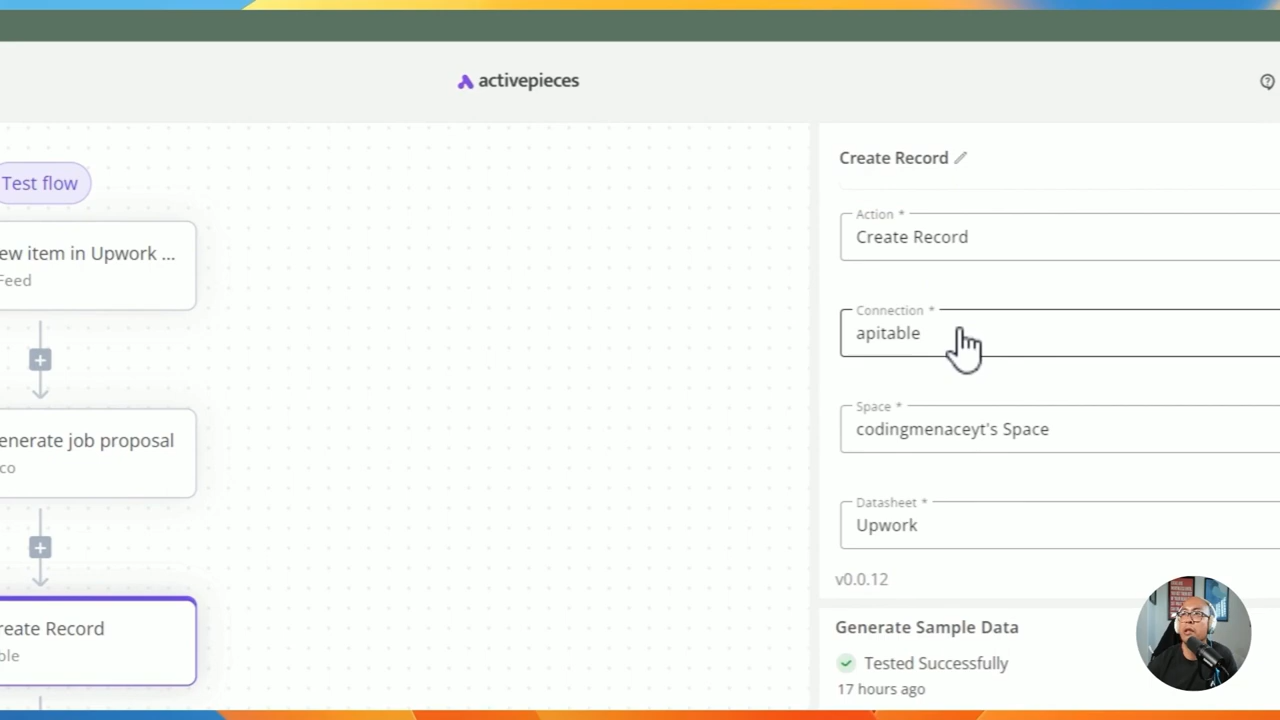 activepieces
Test flow
ew item in Upwork ...
Feed
enerate job proposal
co
reate Record
ble
Create Record
Action *
Create Record
Connection *
apitable
Space *
codingmenaceyt's Space
Datasheet *
Upwork
v0.0.12
Generate Sample Data
Tested Successfully
17 hours ago